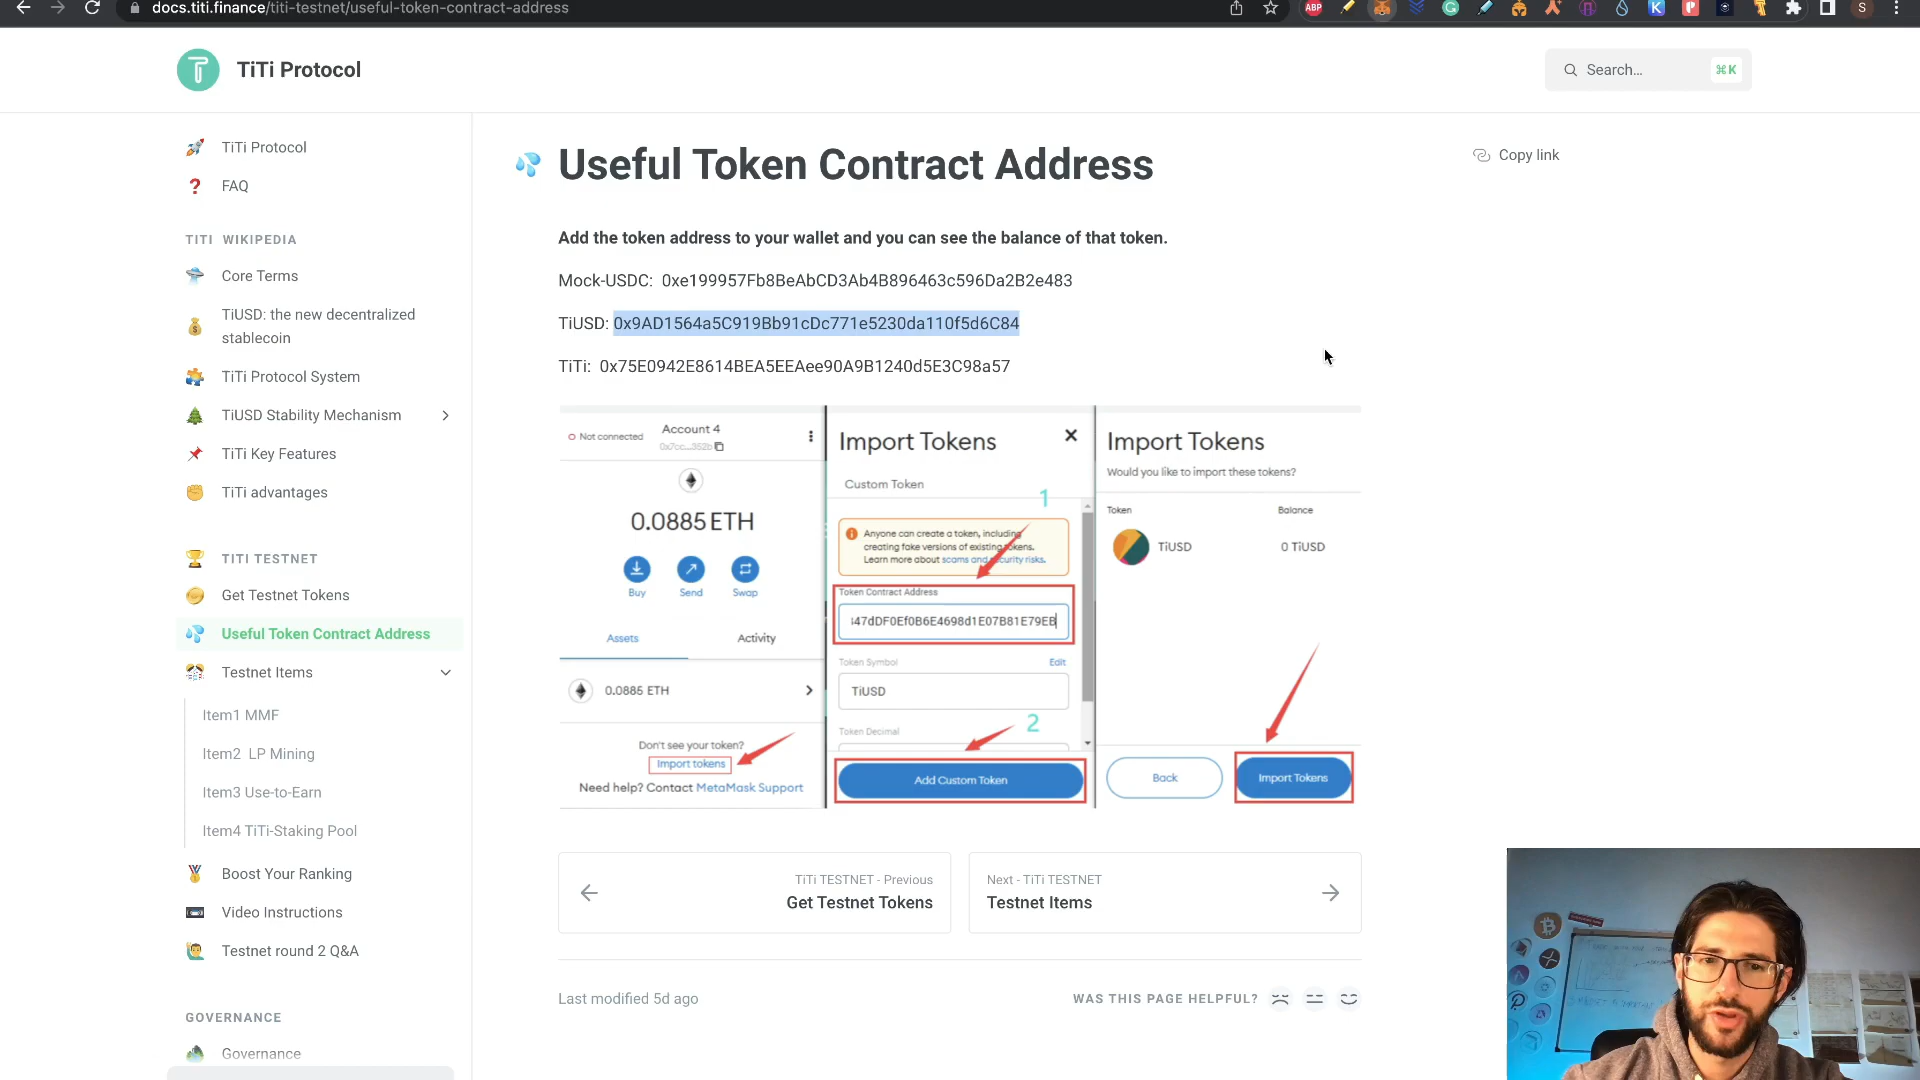 docs.titi.finance/titi-testnet/useful-token-contract-address
ABP
TiTi Protocol
Search...
⌘K
TiTi Protocol
FAQ
TITI WIKIPEDIA
Core Terms
TiUSD: the new decentralized
stablecoin
TiTi Protocol System
TiUSD Stability Mechanism
TiTi Key Features
TiTi advantages
TITI TESTNET
Get Testnet Tokens
Useful Token Contract Address
Testnet Items
Item1 MMF
Item2 LP Mining
Item3 Use-to-Earn
Item4 TiTi-Staking Pool
Boost Your Ranking
Video Instructions
Testnet round 2 Q&A
GOVERNANCE
Governance
Useful Token Contract Address
Copy link
Add the token address to your wallet and you can see the balance of that token.
Mock-USDC: 0xe199957Fb8BeAbCD3Ab4B896463c596Da2B2e483
TiUSD: 0x9AD1564a5C919Bb91cDc771e5230da110f5d6C84
TiTi: 0x75E0942E8614BEA5EEAee90A9B1240d5E3C98a57
Not connected
Account 4
0x7cc...352b
0.0885 ETH
Buy
Send
Swap
Assets
Activity
0.0885 ETH
Don't see your token?
Import tokens
Need help? Contact MetaMask Support
Import Tokens
Custom Token
1
Anyone can create a token, including
creating fake versions of existing tokens.
Learn more about scams and security risks.
Token Contract Address
47dDF0Ef0B6E4698d1E07B81E79EB
Token Symbol
Edit
TiUSD
2
Token Decimal
Add Custom Token
Import Tokens
Would you like to import these tokens?
Token
Balance
TiUSD
0 TiUSD
Back
Import Tokens
TiTi TESTNET - Previous
Get Testnet Tokens
Next - TiTi TESTNET
Testnet Items
Last modified 5d ago
WAS THIS PAGE HELPFUL?